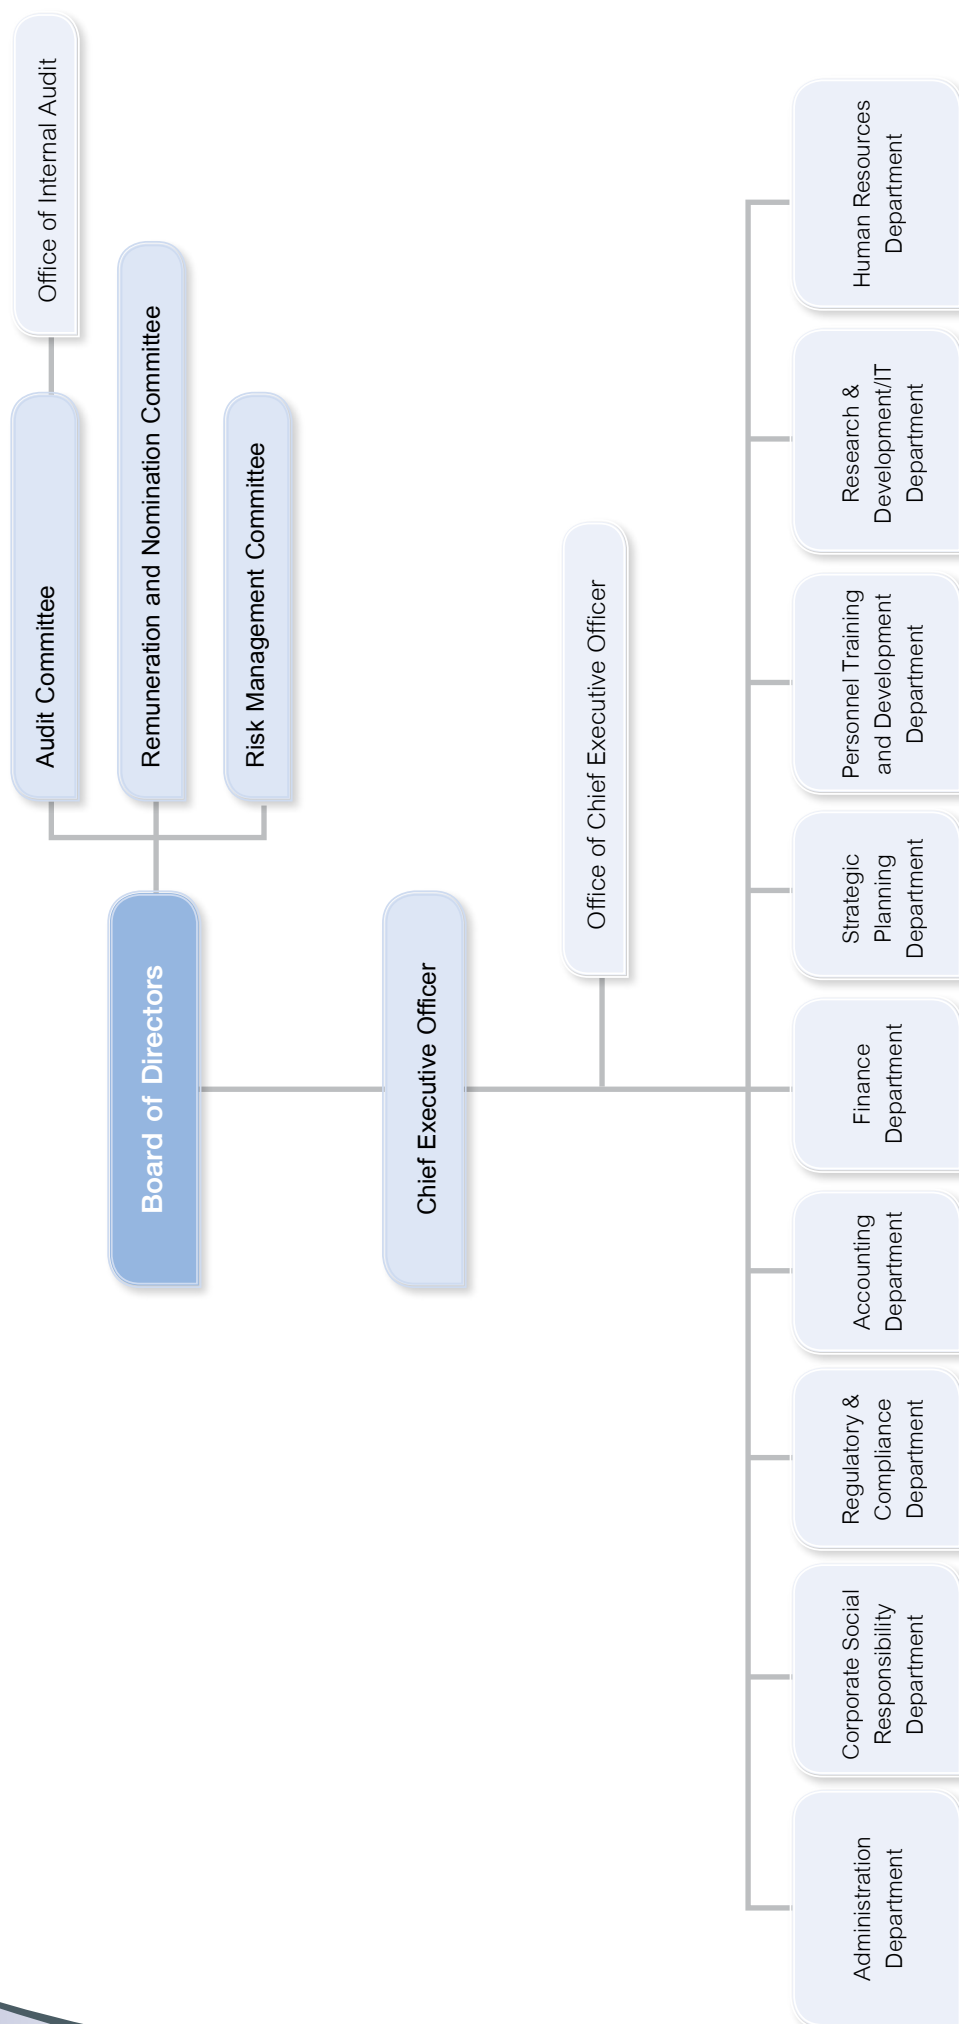 Office of Internal Audit
Audit Committee
Remuneration and Nomination Committee
Risk Management Committee
Board of Directors
Chief Executive Officer
Office of Chief Executive Officer
Administration
Department
Corporate Social
Responsibility
Department
Regulatory &
Compliance
Department
Accounting
Department
Finance
Department
Strategic
Planning
Department
Personnel Training
and Development
Department
Research &
Development/IT
Department
Human Resources
Department